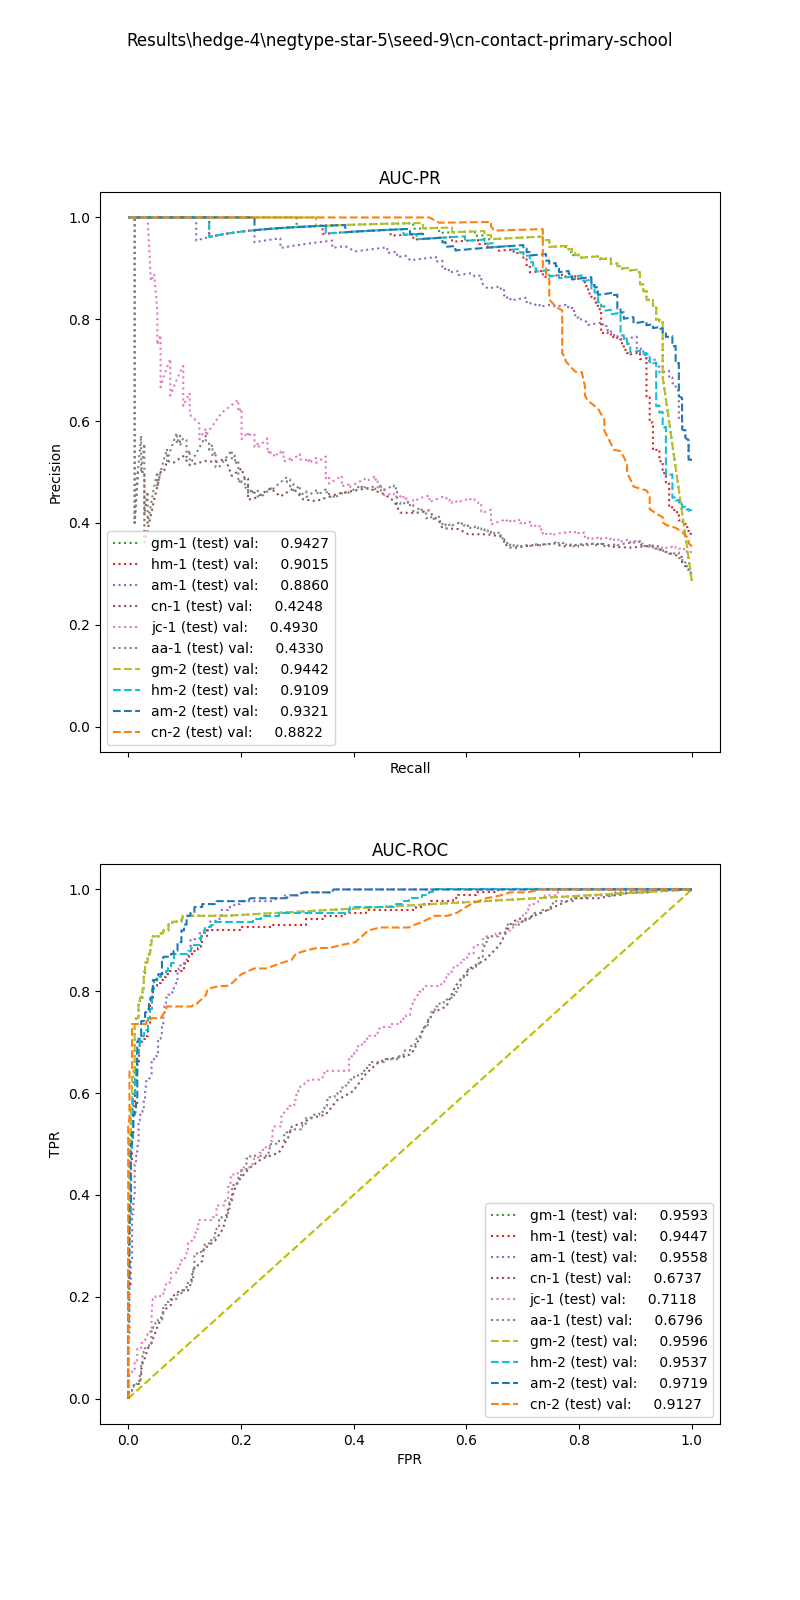 Results\hedge-4\negtype-star-5\seed-9\cn-contact-primary-school
AUC-PR
1.0
0.8
0.6
0.4
0.2
0.0
Precision
gm-1 (test) val: 0.9427
hm-1 (test) val: 0.9015
am-1 (test) val: 0.8860
cn-1 (test) val: 0.4248
jc-1 (test) val: 0.4930
aa-1 (test) val: 0.4330
gm-2 (test) val: 0.9442
hm-2 (test) val: 0.9109
am-2 (test) val: 0.9321
cn-2 (test) val: 0.8822
Recall
AUC-ROC
1.0
0.8
0.6
0.4
0.2
0.0
TPR
gm-1 (test) val: 0.9593
hm-1 (test) val: 0.9447
am-1 (test) val: 0.9558
cn-1 (test) val: 0.6737
jc-1 (test) val: 0.7118
aa-1 (test) val: 0.6796
gm-2 (test) val: 0.9596
hm-2 (test) val: 0.9537
am-2 (test) val: 0.9719
cn-2 (test) val: 0.9127
0.0 0.2 0.4 0.6 0.8 1.0
FPR